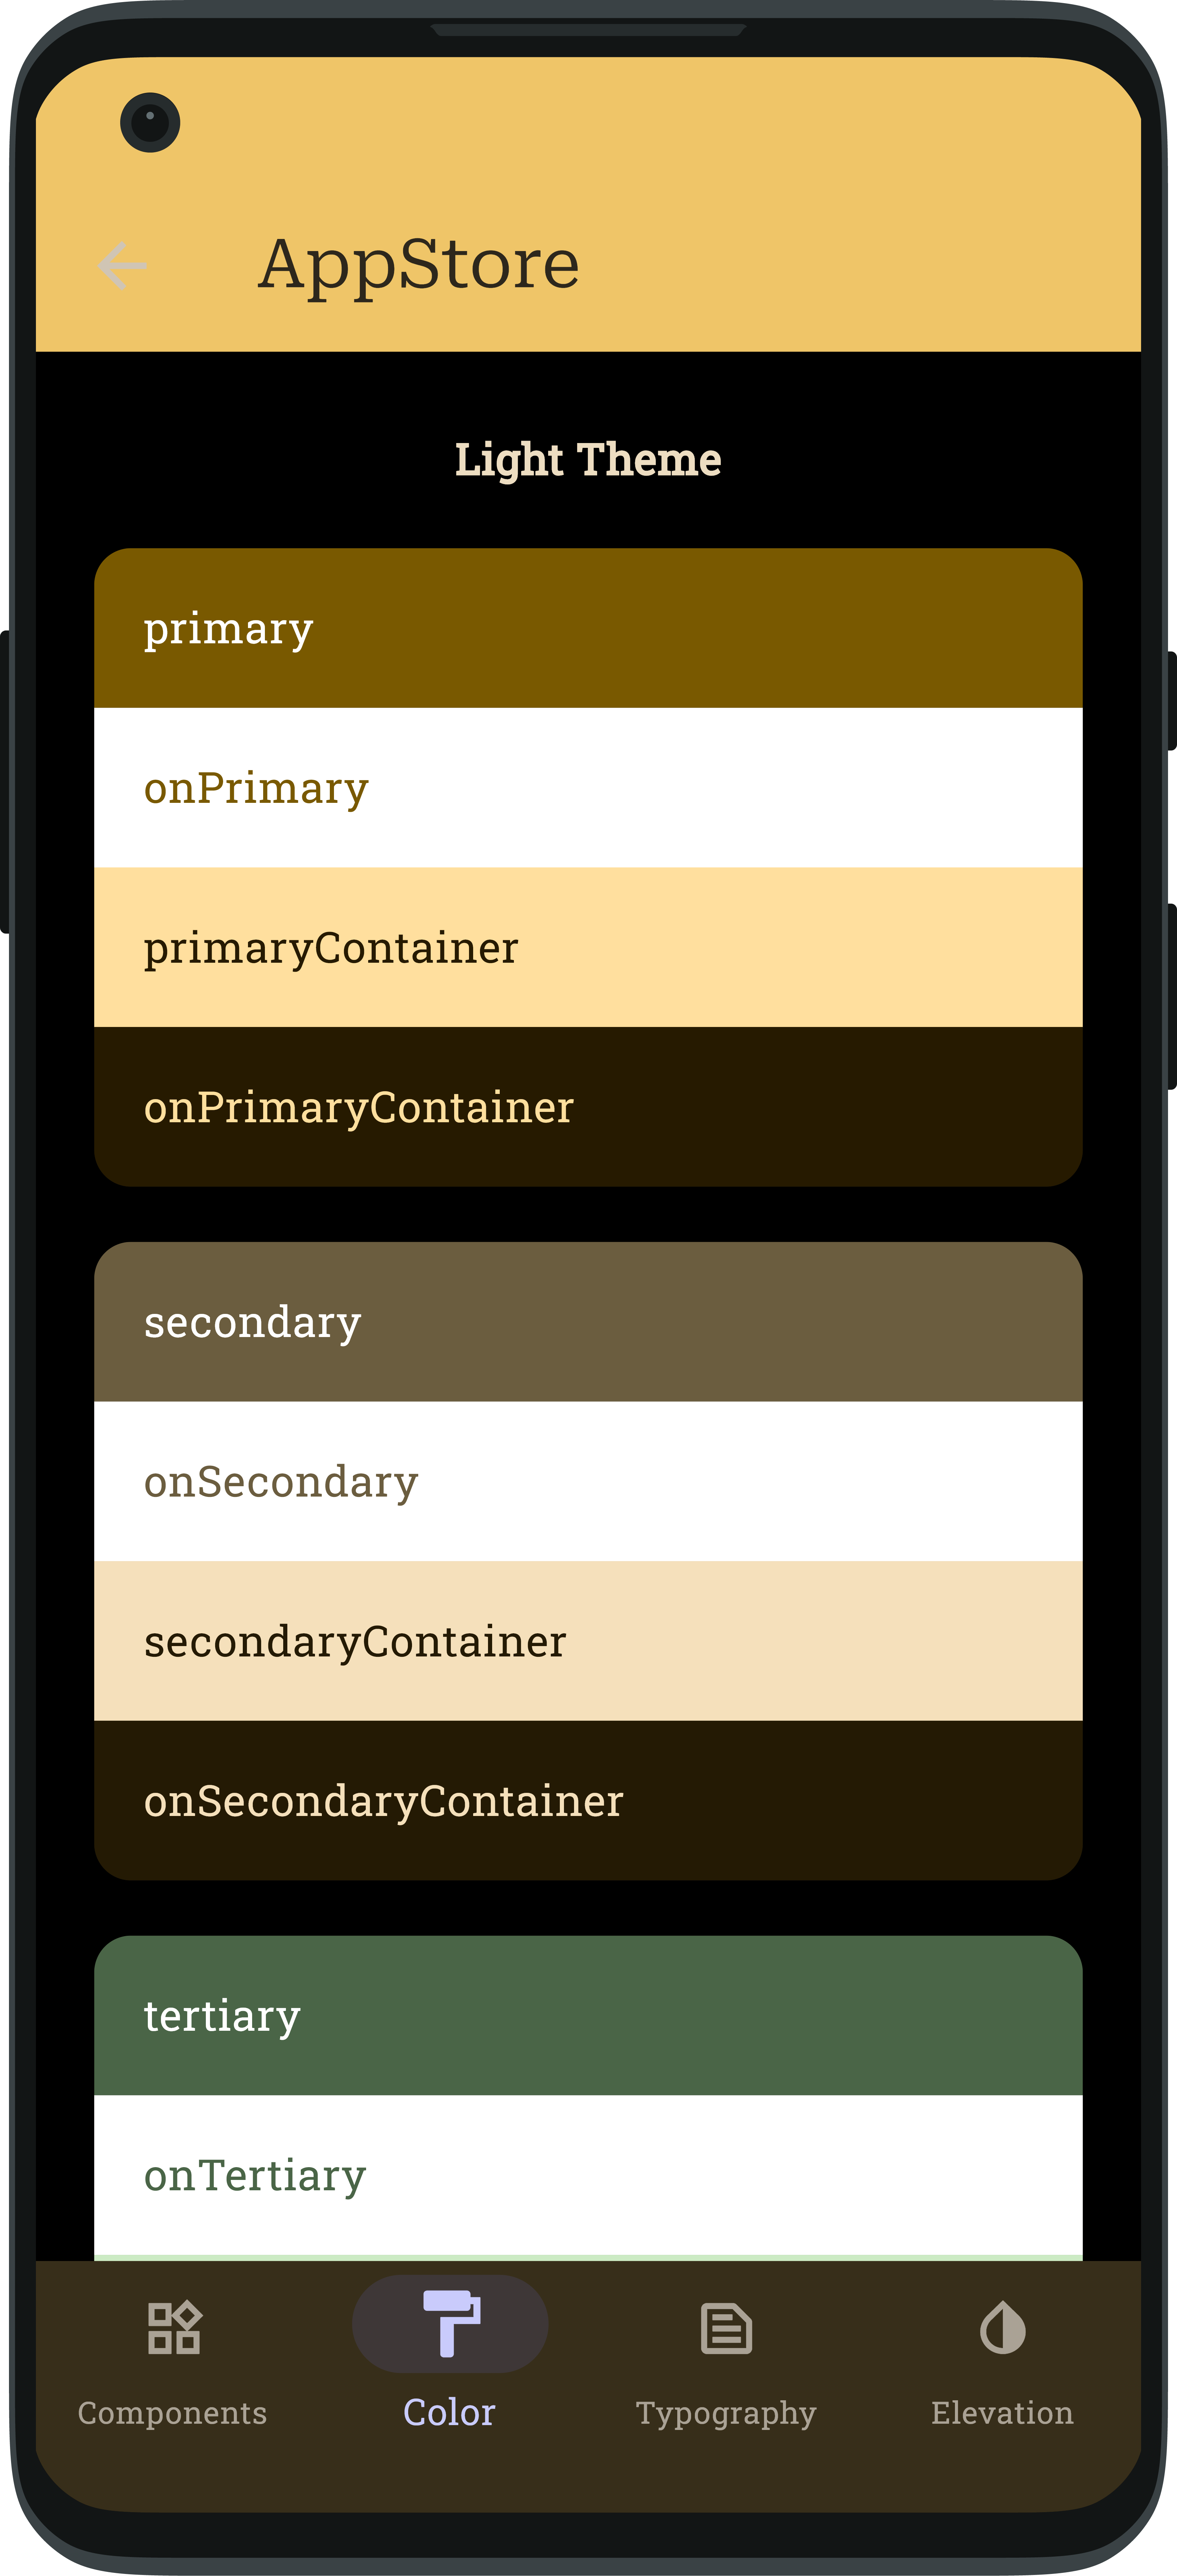 AppStore
Light Theme
primary
onPrimary
primaryContainer
onPrimaryContainer
secondary
onSecondary
secondaryContainer
onSecondaryContainer
tertiary
onTertiary
Components
Color
Typography
Elevation